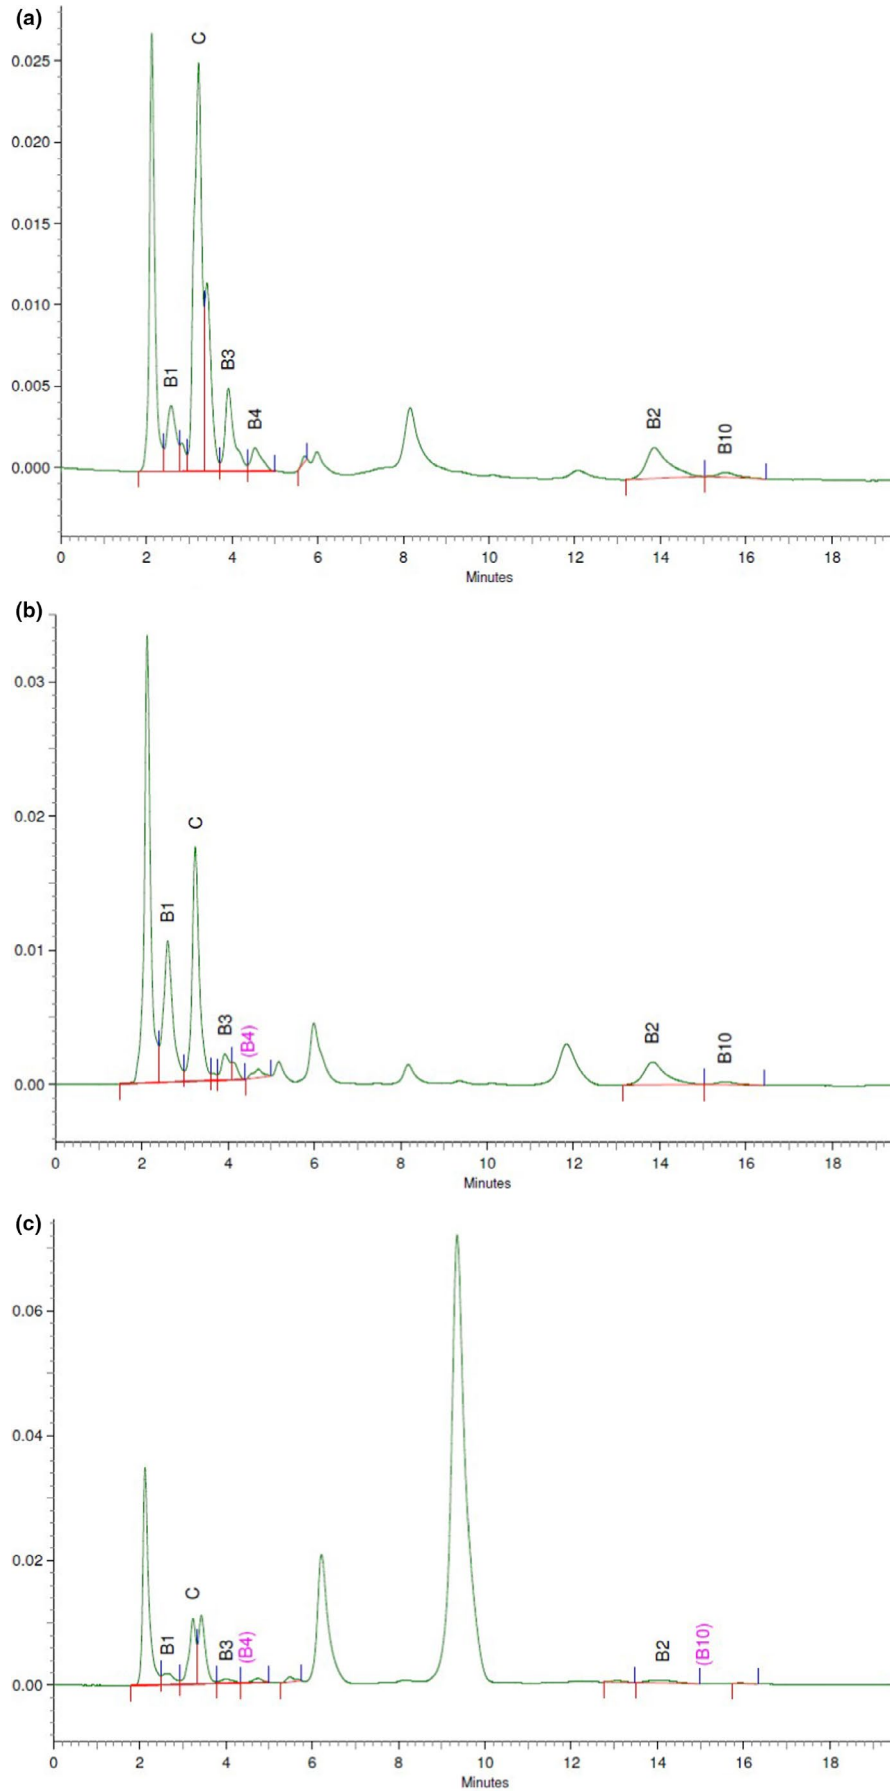 (a)
C
0.025
0.020
0.015
0.010
B1
B3
0.005
B4
B2
B10
0.000
0 2 4 6 8 10 12 14 16 18
Minutes
(b)
0.03
0.02
C
B1
0.01
B3
(B4)
B2
B10
0.00
0 2 4 6 8 10 12 14 16 18
Minutes
(c)
0.06
0.04
0.02
C
B1
B3
(B4)
B2
(B10)
0.00
0 2 4 6 8 10 12 14 16 18
Minutes